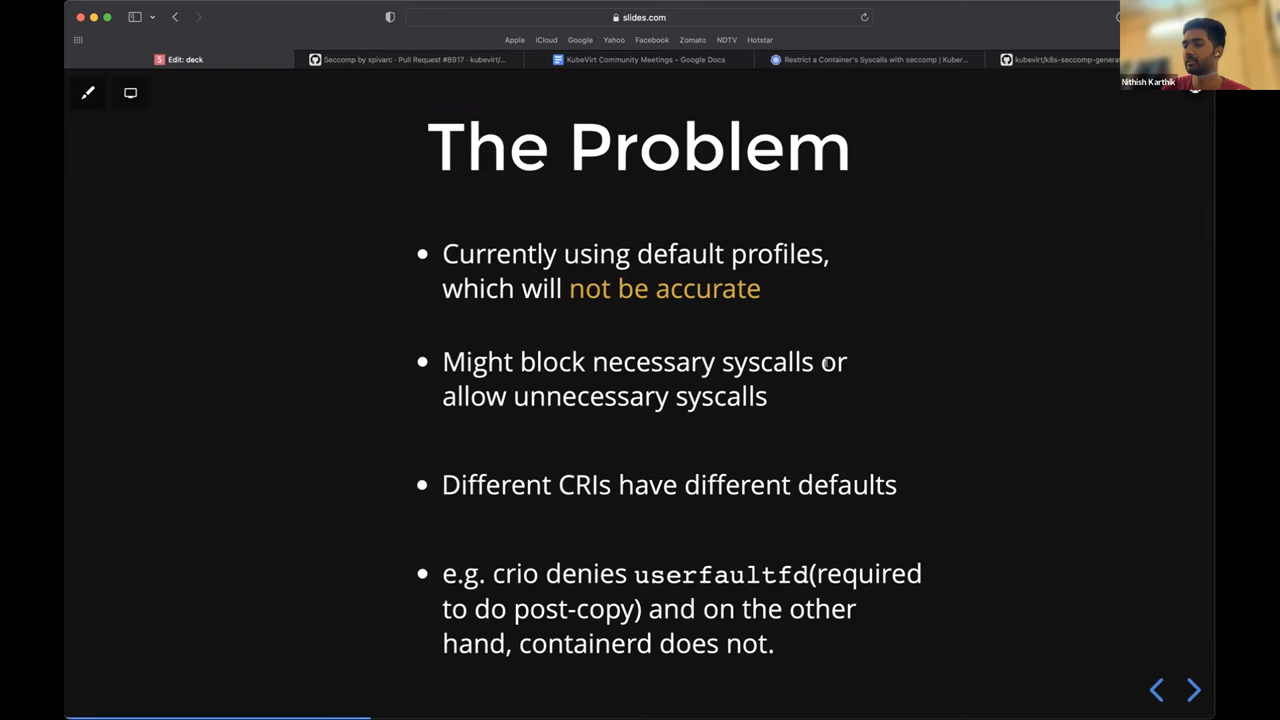 slides.com
Apple iCloud Google Yahoo Facebook Zomato NDTV Hotstar
S Edit: deck
Seccomp by xpivarc · Pull Request #8917 · kubevirt/...
KubeVirt Community Meetings - Google Docs
Restrict a Container's Syscalls with seccomp | Kuber...
kubevirt/k8s-seccomp-genera
Nithish Karthik
The Problem
• Currently using default profiles,
which will not be accurate
• Might block necessary syscalls or
allow unnecessary syscalls
• Different CRIs have different defaults
• e.g. crio denies userfaultfd(required
to do post-copy) and on the other
hand, containerd does not.